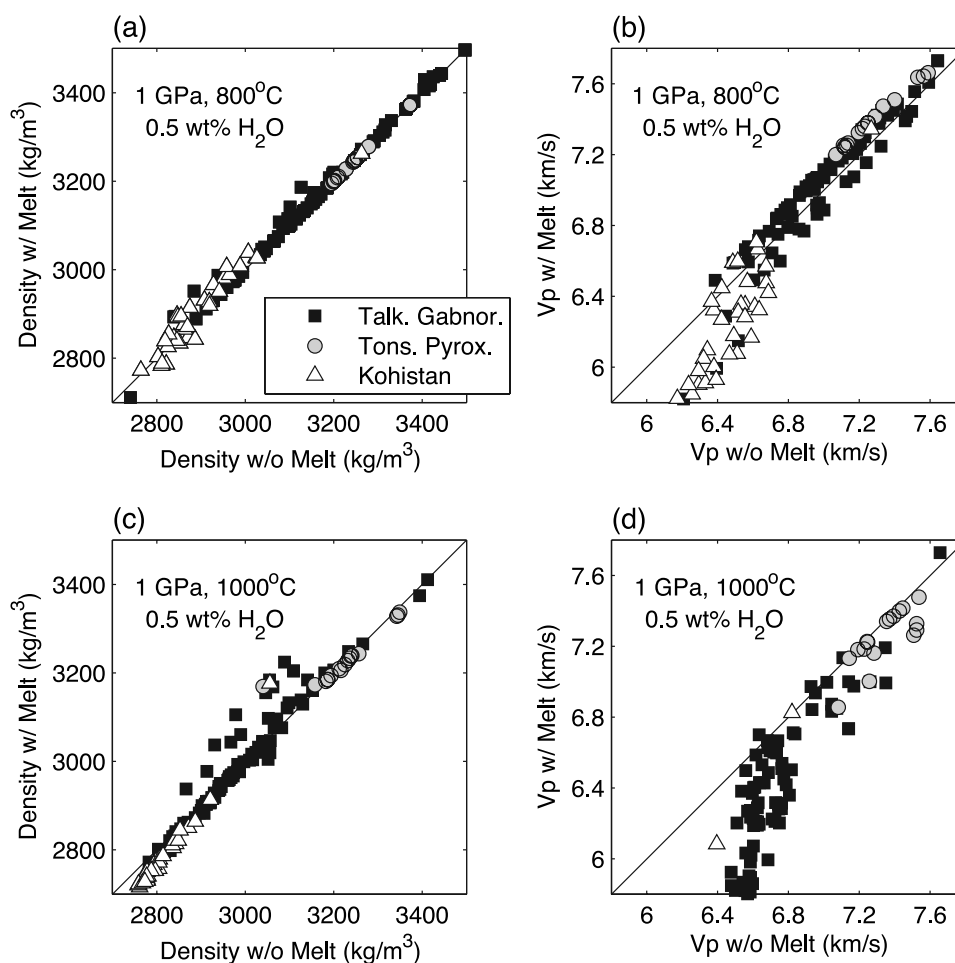 (a)
1 GPa, 800°C
0.5 wt% H₂O
3400
3200
3000
2800
Density w/ Melt (kg/m³)
2800 3000 3200 3400
Density w/o Melt (kg/m³)
Talk. Gabnor.
Tons. Pyrox.
Kohistan
(b)
1 GPa, 800°C
0.5 wt% H₂O
7.6
7.2
6.8
6.4
6
Vp w/ Melt (km/s)
6 6.4 6.8 7.2 7.6
Vp w/o Melt (km/s)
(c)
1 GPa, 1000°C
0.5 wt% H₂O
3400
3200
3000
2800
Density w/ Melt (kg/m³)
2800 3000 3200 3400
Density w/o Melt (kg/m³)
(d)
1 GPa, 1000°C
0.5 wt% H₂O
7.6
7.2
6.8
6.4
6
Vp w/ Melt (km/s)
6 6.4 6.8 7.2 7.6
Vp w/o Melt (km/s)